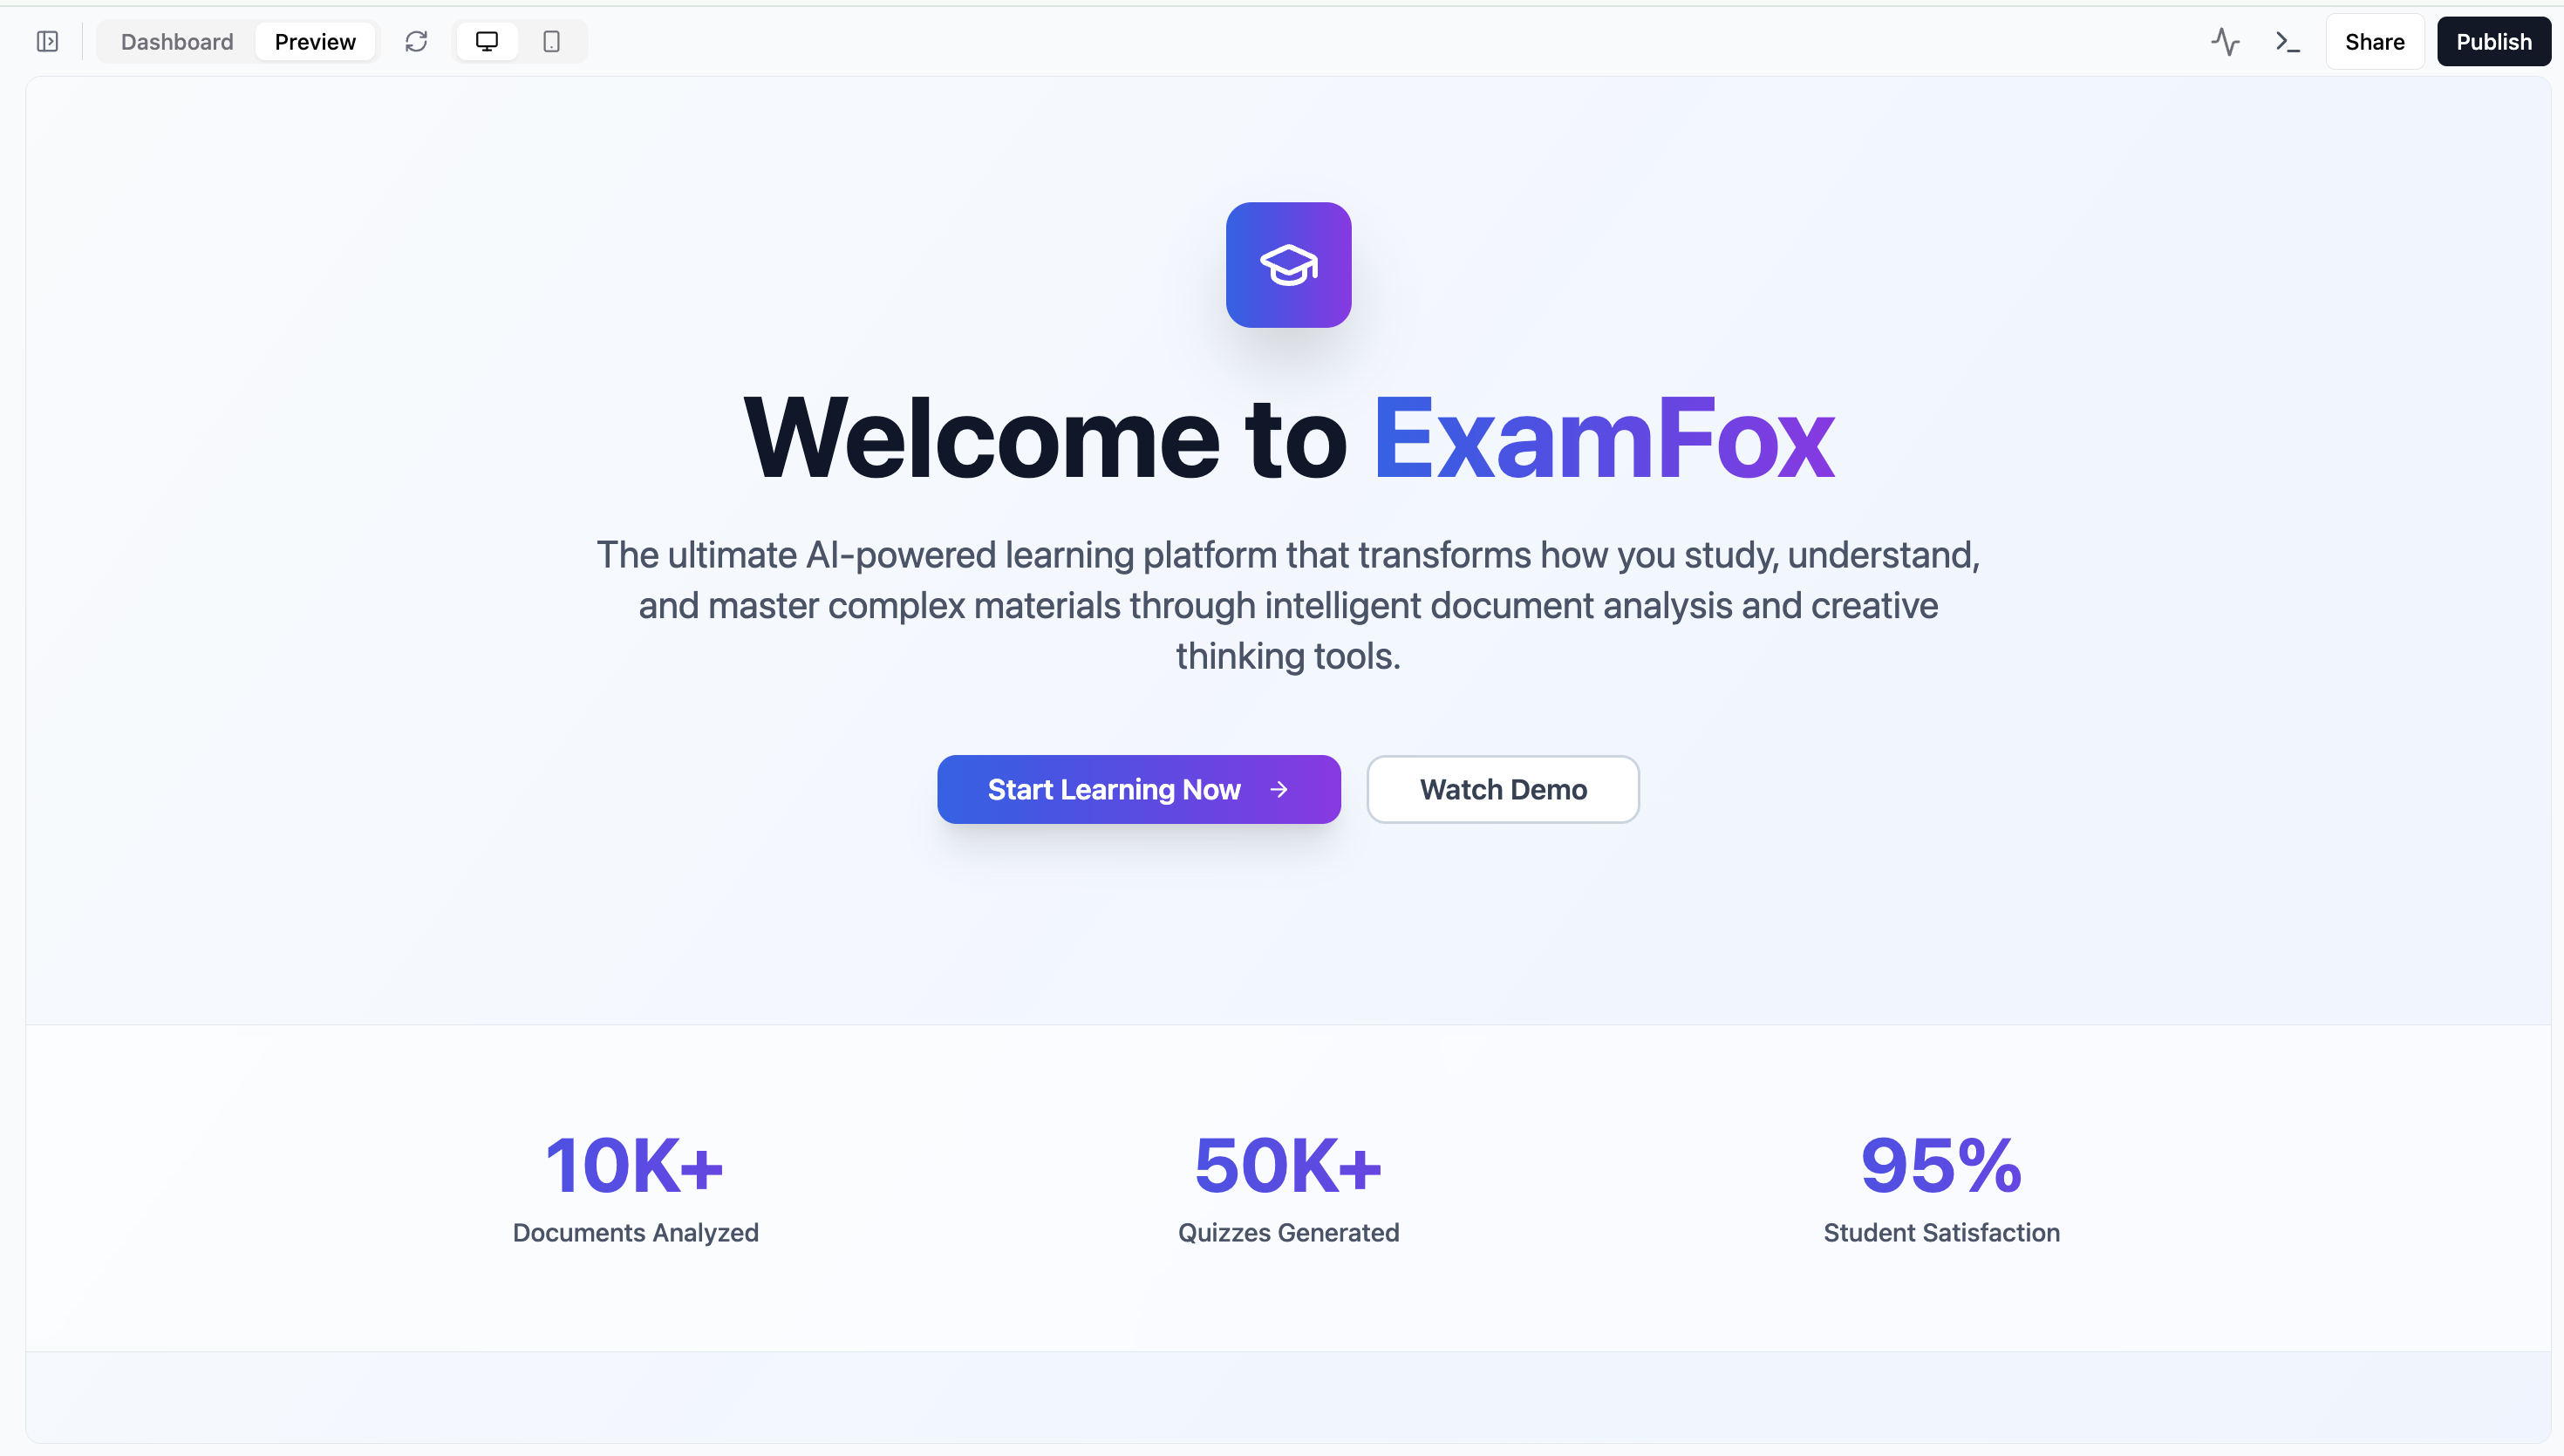 Dashboard Preview Share Publish
Welcome to ExamFox
The ultimate AI-powered learning platform that transforms how you study, understand,
and master complex materials through intelligent document analysis and creative
thinking tools.
Start Learning Now Watch Demo
10K+ 50K+ 95%
Documents Analyzed Quizzes Generated Student Satisfaction